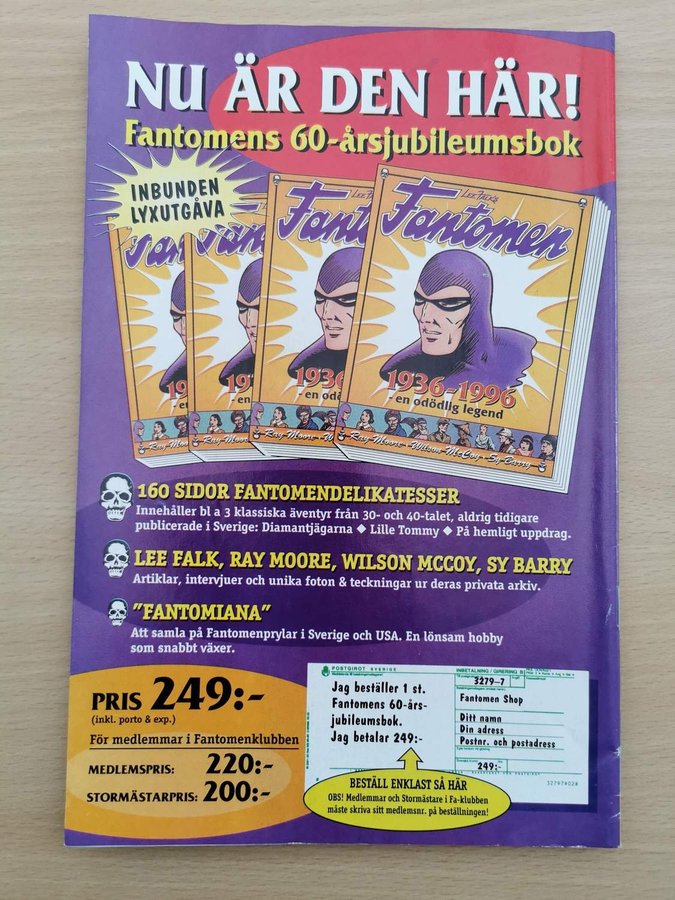 NU ÄR DEN HÄR!
Fantomens 60-årsjubileumsbok
INBUNDEN
LYXUTGÅVA
LEE FALK'S
Fantomen
1936-1996
- en odödlig legend
Ray Moore • Wilson McCoy • Sy Barry
160 SIDOR FANTOMENDELIKATESSER
Innehåller bl a 3 klassiska äventyr från 30- och 40-talet, aldrig tidigare
publicerade i Sverige: Diamantjägarna ◆ Lille Tommy ◆ På hemligt uppdrag.
LEE FALK, RAY MOORE, WILSON MCCOY, SY BARRY
Artiklar, intervjuer och unika foton & teckningar ur deras privata arkiv.
"FANTOMIANA"
Att samla på Fantomenprylar i Sverige och USA. En lönsam hobby
som snabbt växer.
PRIS 249:-
(inkl. porto & exp.)
För medlemmar i Fantomenklubben
MEDLEMSPRIS: 220:-
STORMÄSTARPRIS: 200:-
POSTGIROT SVERIGE
INBETALNING / GIRERING
3279-7
Jag beställer 1 st.
Fantomens 60-års-
jubileumsbok.
Jag betalar 249:-
Fantomen Shop
Ditt namn
Din adress
Postnr. och postadress
249:-
BESTÄLL ENKLAST SÅ HÄR
OBS! Medlemmar och Stormästare i Fa-klubben
måste skriva sitt medlemsnr. på beställningen!